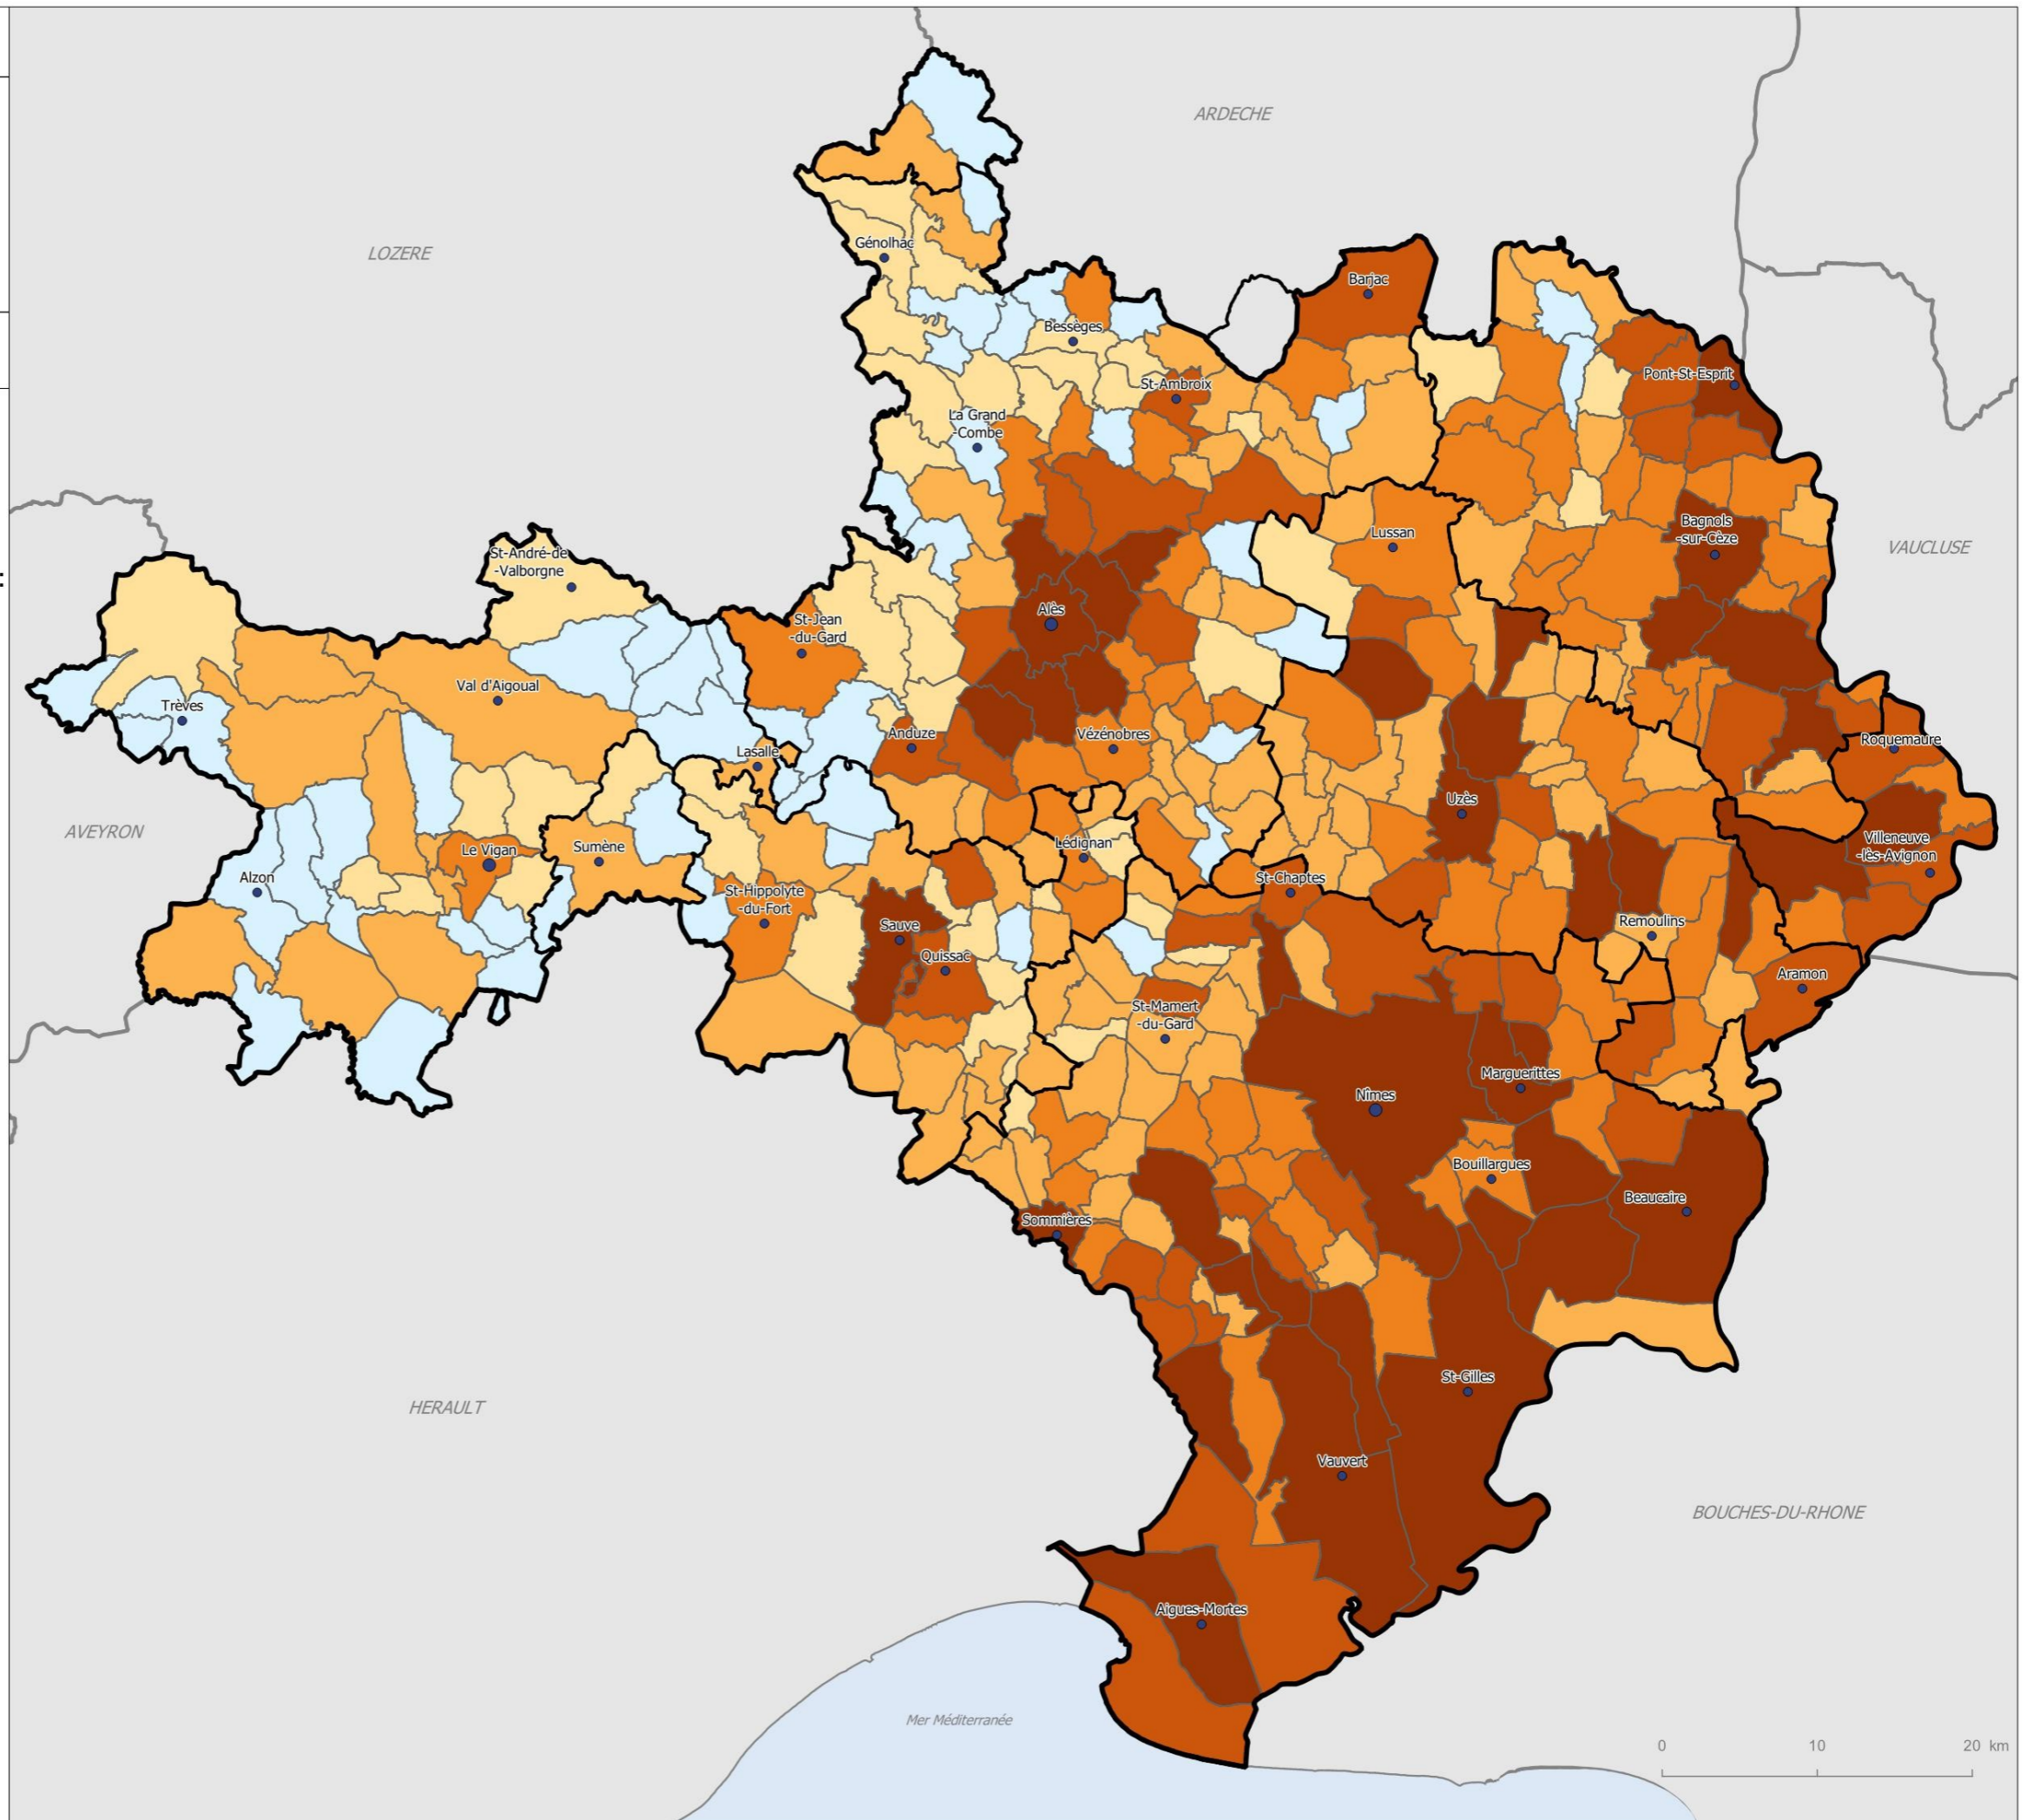 ARDECHE
LOZERE
Génolhac
Barjac
Bessèges
Pont-St-Esprit
St-Ambroix
La Grand
-Combe
Bagnols
-sur-Cèze
Lussan
VAUCLUSE
St-André-de
-Valborgne
:
Alès
St-Jean
-du-Gard
Val d'Aigoual
Trèves
Anduze
Vézénobres
Roquemaure
Lasalle
Uzès
AVEYRON
Villeneuve
-lès-Avignon
Lédignan
Sumène
Le Vigan
Alzon
St-Chaptes
St-Hippolyte
-du-Fort
Remoulins
Sauve
Quissac
Aramon
St-Mamert
-du-Gard
Marguerittes
Nîmes
Bouillargues
Beaucaire
Sommières
St-Gilles
HERAULT
Vauvert
BOUCHES-DU-RHONE
Aigues-Mortes
Mer Méditerranée
0 10 20 km